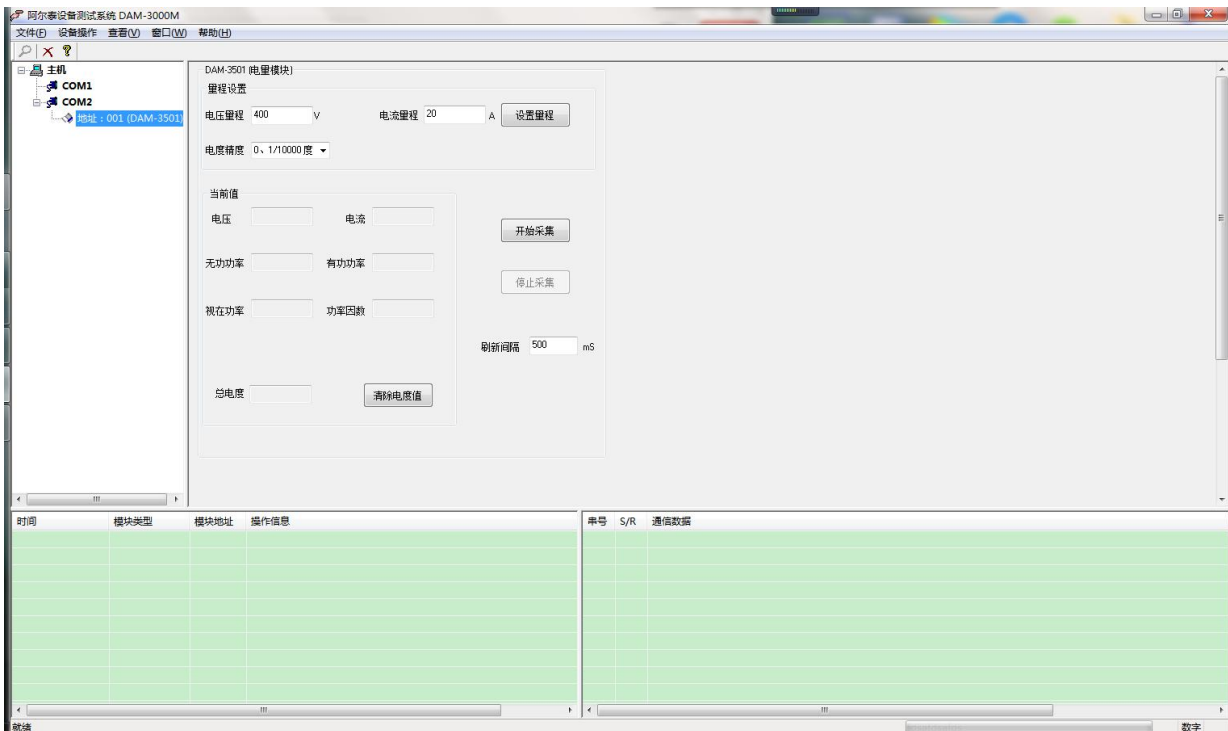 阿尔泰设备测试系统 DAM-3000M
文件(F) 设备操作 查看(V) 窗口(W) 帮助(H)
主机
COM1
COM2
地址：001 (DAM-3501)
DAM-3501 (电量模块)
量程设置
电压量程 400 V 电流量程 20 A 设置量程
电度精度 0、1/10000度
当前值
电压 电流
开始采集
无功功率 有功功率
停止采集
视在功率 功率因数
刷新间隔 500 mS
总电度 清除电度值
时间 模块类型 模块地址 操作信息
串号 S/R 通信数据
就绪 数字